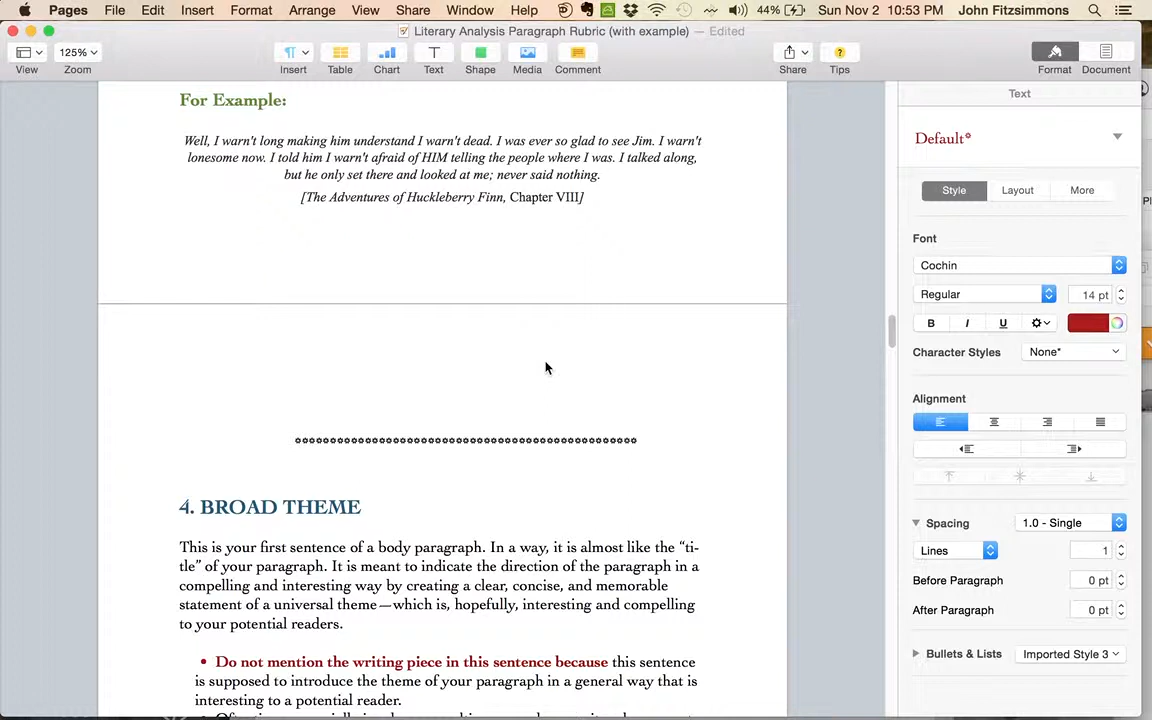 Pages File Edit Insert Format Arrange View Share Window Help 44% Sun Nov 2 10:53 PM John Fitzsimmons
Literary Analysis Paragraph Rubric (with example) — Edited
125%
View Zoom Insert Table Chart Text Shape Media Comment Share Tips Format Document
Text
For Example:
Well, I warn't long making him understand I warn't dead. I was ever so glad to see Jim. I warn't
lonesome now. I told him I warn't afraid of HIM telling the people where I was. I talked along,
but he only set there and looked at me; never said nothing.
[The Adventures of Huckleberry Finn, Chapter VIII]
4. BROAD THEME
This is your first sentence of a body paragraph. In a way, it is almost like the “ti-
tle” of your paragraph. It is meant to indicate the direction of the paragraph in a
compelling and interesting way by creating a clear, concise, and memorable
statement of a universal theme—which is, hopefully, interesting and compelling
to your potential readers.
• Do not mention the writing piece in this sentence because this sentence
is supposed to introduce the theme of your paragraph in a general way that is
interesting to a potential reader.
Default*
Style Layout More
Font
Cochin
Regular 14 pt
B I U
Character Styles None*
Alignment
Spacing 1.0 - Single
Lines 1
Before Paragraph 0 pt
After Paragraph 0 pt
Bullets & Lists Imported Style 3